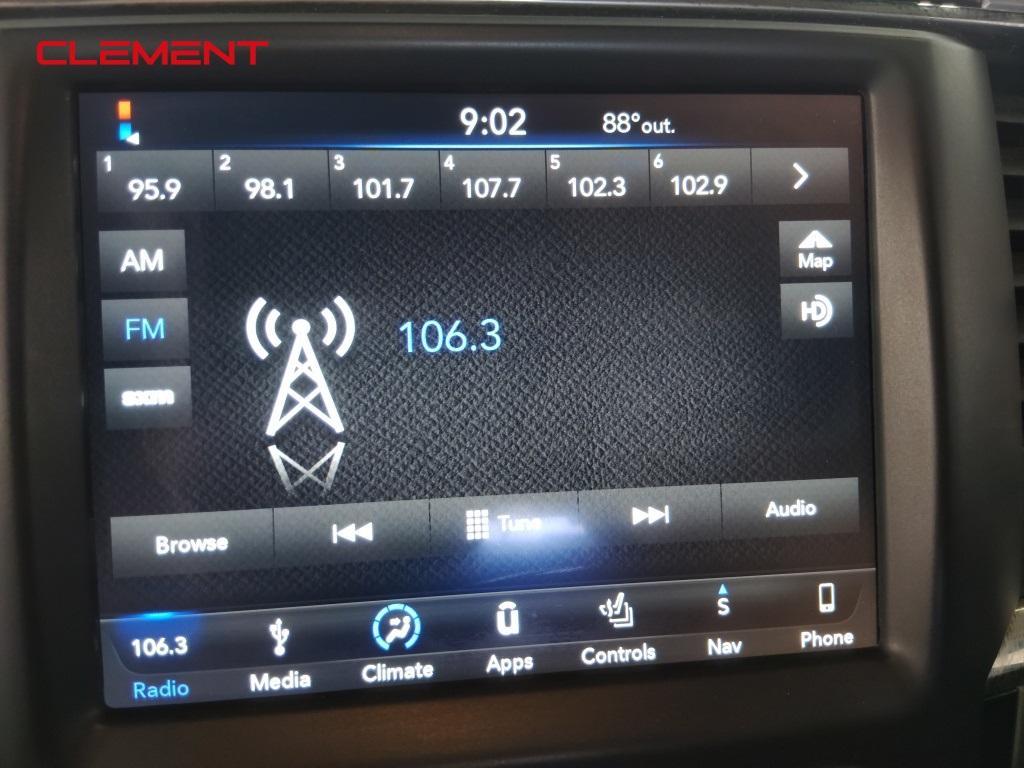 CLEMENT
9:02 88° out.
1 95.9 2 98.1 3 101.7 4 107.7 5 102.3 6 102.9
AM
Map
FM
HD
106.3
sxm
Browse Tune Audio
106.3 S
Radio Media Climate Apps Controls Nav Phone